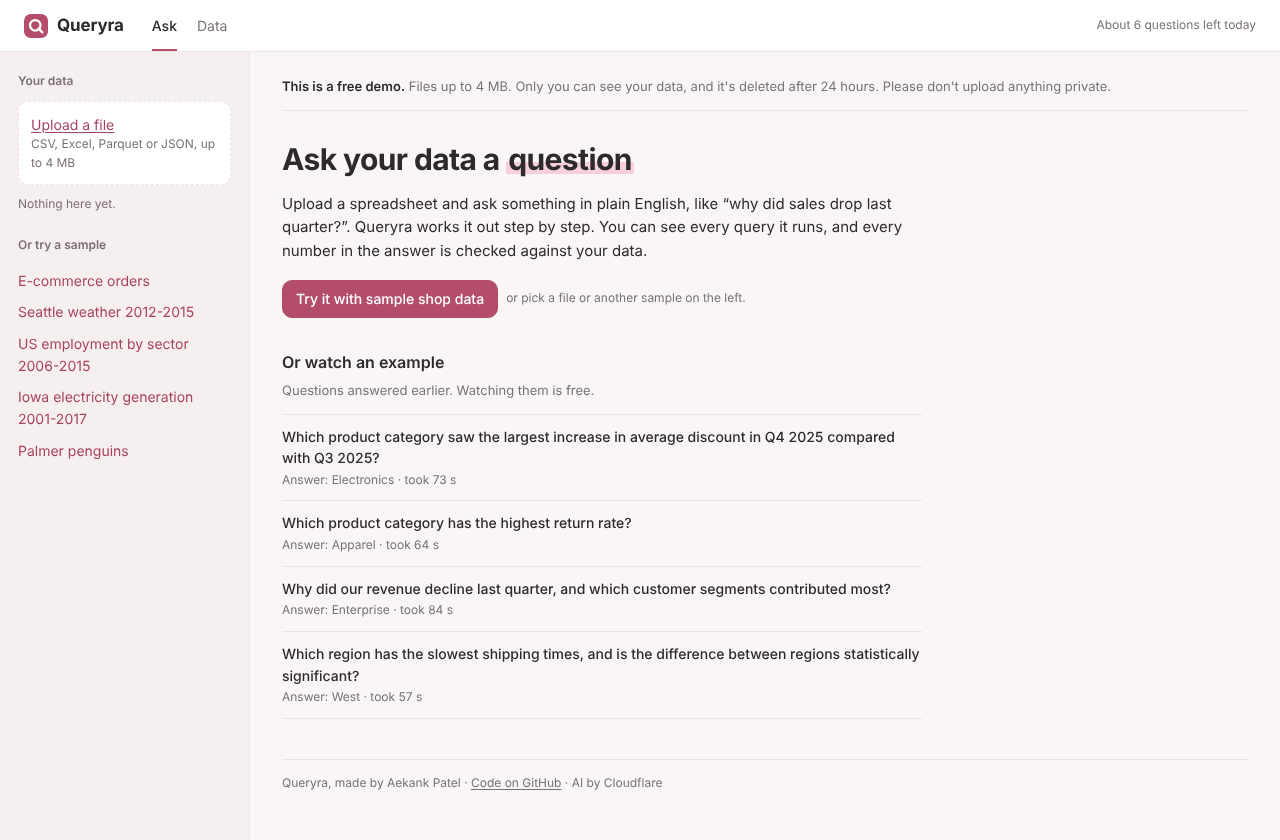 Queryra
Ask
Data
About 6 questions left today
Your data
Upload a file
CSV, Excel, Parquet or JSON, up
to 4 MB
Nothing here yet.
Or try a sample
E-commerce orders
Seattle weather 2012-2015
US employment by sector
2006-2015
Iowa electricity generation
2001-2017
Palmer penguins
This is a free demo. Files up to 4 MB. Only you can see your data, and it's deleted after 24 hours. Please don't upload anything private.
Ask your data a question
Upload a spreadsheet and ask something in plain English, like “why did sales drop last
quarter?”. Queryra works it out step by step. You can see every query it runs, and every
number in the answer is checked against your data.
Try it with sample shop data
or pick a file or another sample on the left.
Or watch an example
Questions answered earlier. Watching them is free.
Which product category saw the largest increase in average discount in Q4 2025 compared
with Q3 2025?
Answer: Electronics · took 73 s
Which product category has the highest return rate?
Answer: Apparel · took 64 s
Why did our revenue decline last quarter, and which customer segments contributed most?
Answer: Enterprise · took 84 s
Which region has the slowest shipping times, and is the difference between regions statistically
significant?
Answer: West · took 57 s
Queryra, made by Aekank Patel · Code on GitHub · AI by Cloudflare